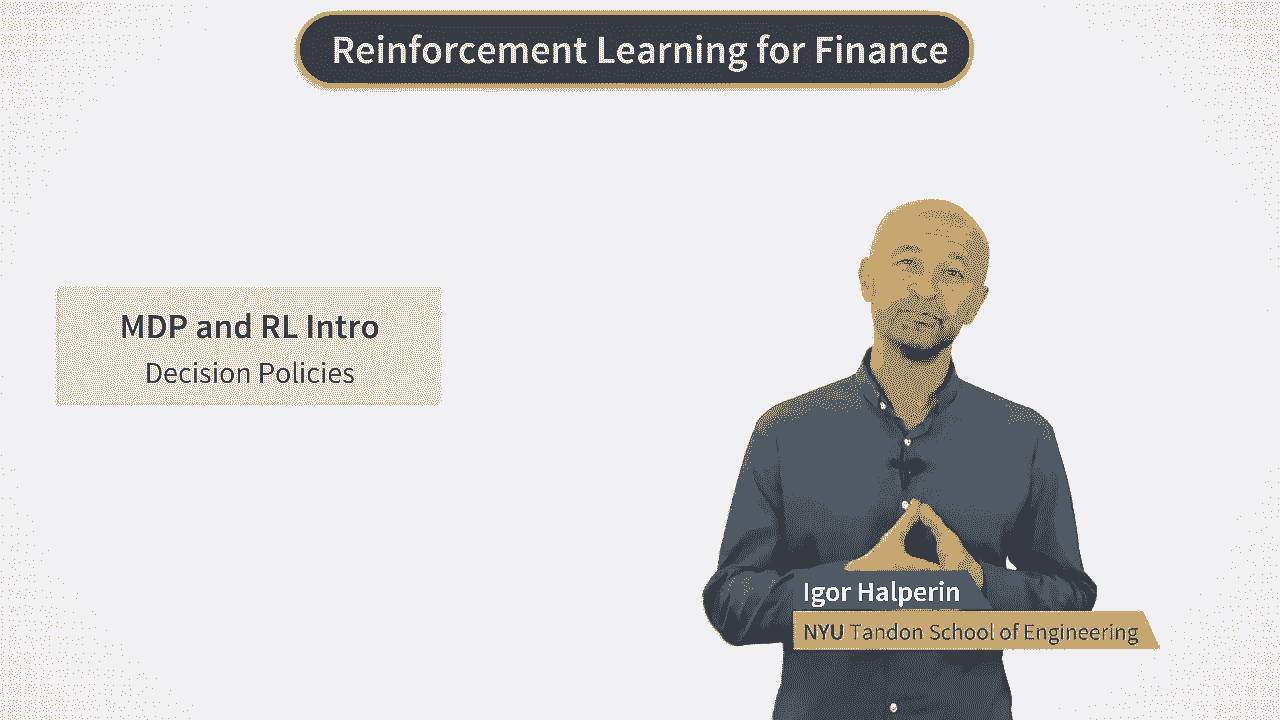 Reinforcement Learning for Finance
MDP and RL Intro
Decision Policies
Igor Halperin
NYU Tandon School of Engineering